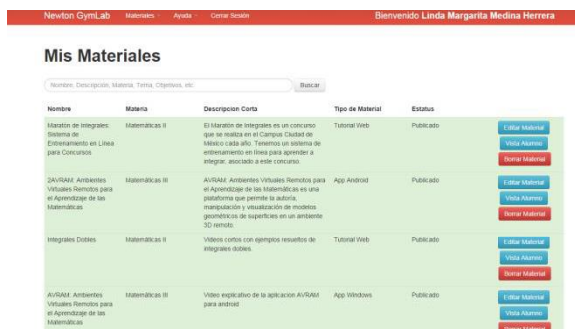 Newton GymLab Materiales Ayuda Cerrar Sesión Bienvenido Linda Margarita Medina Herrera
Mis Materiales
Nombre, Descripción, Materia, Tema, Objetivos, etc Buscar
Nombre Materia Descripcion Corta Tipo de Material Estatus
Maratón de Integrales: Matemáticas II El Maratón de Integrales es un concurso Tutorial Web Publicado Editar Material
Sistema de que se realiza en el Campus Ciudad de
Entrenamiento en Línea México cada año. Tenemos un sistema de Vista Alumno
para Concursos entrenamiento en línea para aprender a
integrar, asociado a este concurso. Borrar Material
2AVRAM: Ambientes Matemáticas III AVRAM: Ambientes Virtuales Remotos para App Android Publicado Editar Material
Virtuales Remotos para el Aprendizaje de las Matemáticas es una
el Aprendizaje de las plataforma que permite la autoría, Vista Alumno
Matemáticas manipulación y visualización de modelos
geométricos de superficies en un ambiente Borrar Material
3D remoto.
Integrales Dobles Matemáticas II Videos cortos con ejemplos resueltos de Tutorial Web Publicado Editar Material
integrales dobles.
Vista Alumno
Borrar Material
AVRAM: Ambientes Matemáticas III Video explicativo de la aplicacion AVRAM App Windows Publicado Editar Material
Virtuales Remotos para para android
el Aprendizaje de las Vista Alumno
Matemáticas
Borrar Material